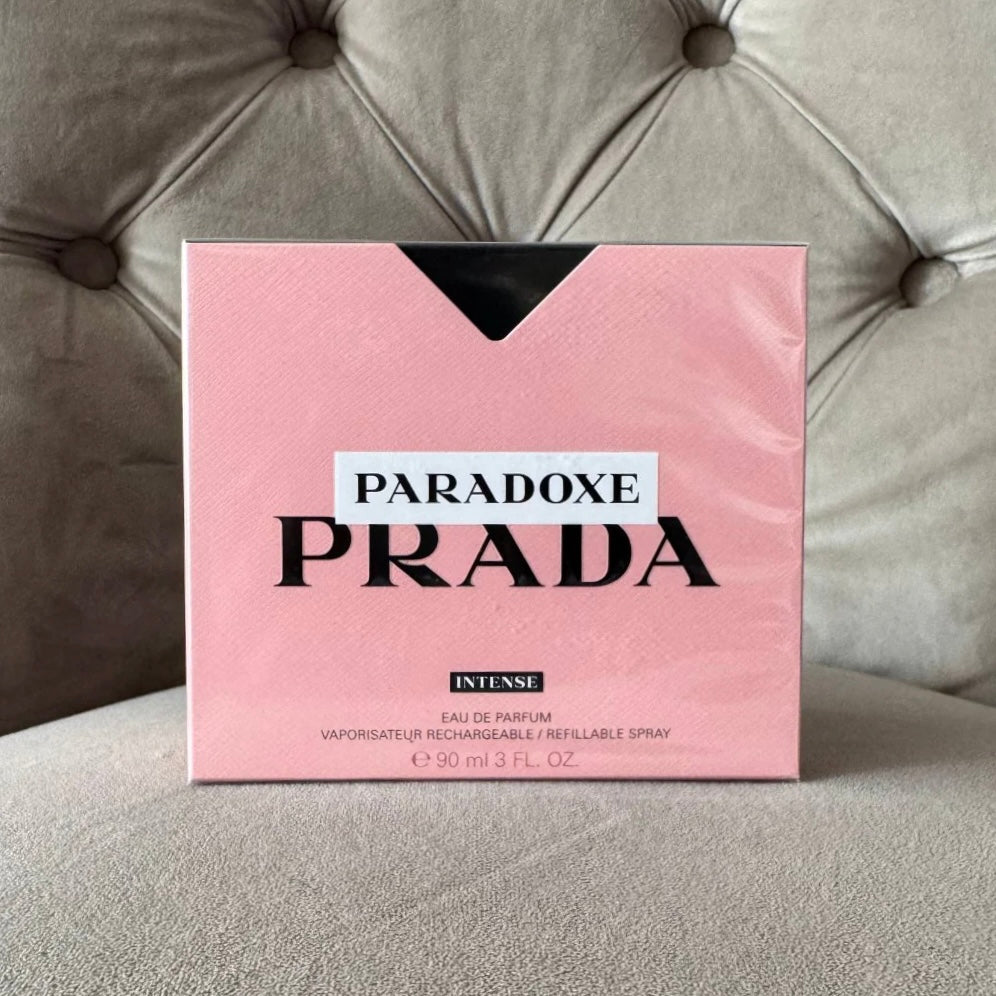 PARADOXE
PRADA
INTENSE
EAU DE PARFUM
VAPORISATEUR RECHARGEABLE / REFILLABLE SPRAY
℮ 90 ml 3 FL. OZ.